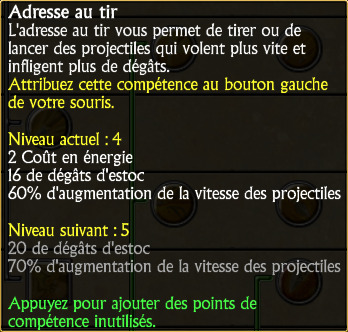 Adresse au tir
L'adresse au tir vous permet de tirer ou de
lancer des projectiles qui volent plus vite et
infligent plus de dégâts.
Attribuez cette compétence au bouton gauche
de votre souris.
Niveau actuel : 4
2 Coût en énergie
16 de dégâts d'estoc
60% d'augmentation de la vitesse des projectiles
Niveau suivant : 5
20 de dégâts d'estoc
70% d'augmentation de la vitesse des projectiles
Appuyez pour ajouter des points de
compétence inutilisés.